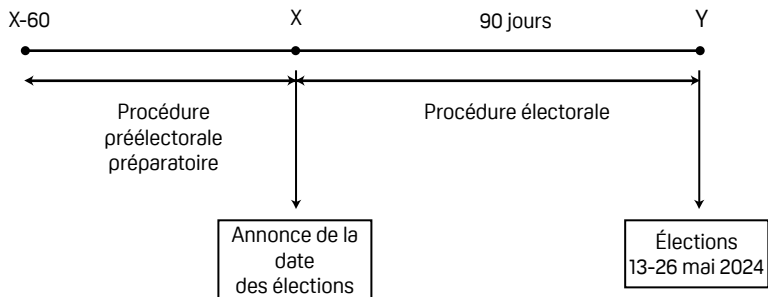 X-60
X
90 jours
Y
Procédure
préélectorale
préparatoire
Procédure électorale
Annonce de la
date
des élections
Élections
13-26 mai 2024